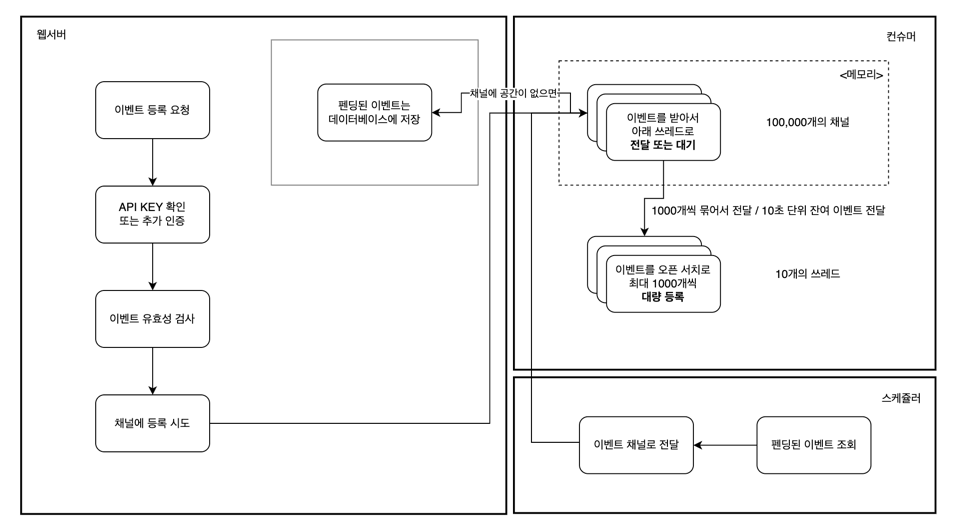 웹서버
이벤트 등록 요청
API KEY 확인
또는 추가 인증
이벤트 유효성 검사
채널에 등록 시도
펜딩된 이벤트는
데이터베이스에 저장
채널에 공간이 없으면
컨슈머
<메모리>
이벤트를 받아서
아래 쓰레드로
전달 또는 대기
100,000개의 채널
1000개씩 묶어서 전달 / 10초 단위 잔여 이벤트 전달
이벤트를 오픈 서치로
최대 1000개씩
대량 등록
10개의 쓰레드
스케쥴러
이벤트 채널로 전달
펜딩된 이벤트 조회